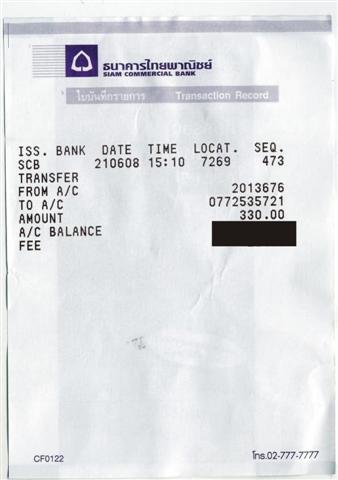 ธนาคารไทยพาณิชย์
SIAM COMMERCIAL BANK
ใบบันทึกรายการ Transaction Record
ISS. BANK DATE TIME LOCAT. SEQ.
SCB 210608 15:10 7269 473
TRANSFER
FROM A/C 2013676
TO A/C 0772535721
AMOUNT 330.00
A/C BALANCE
FEE
CF0122 โทร.02-777-7777